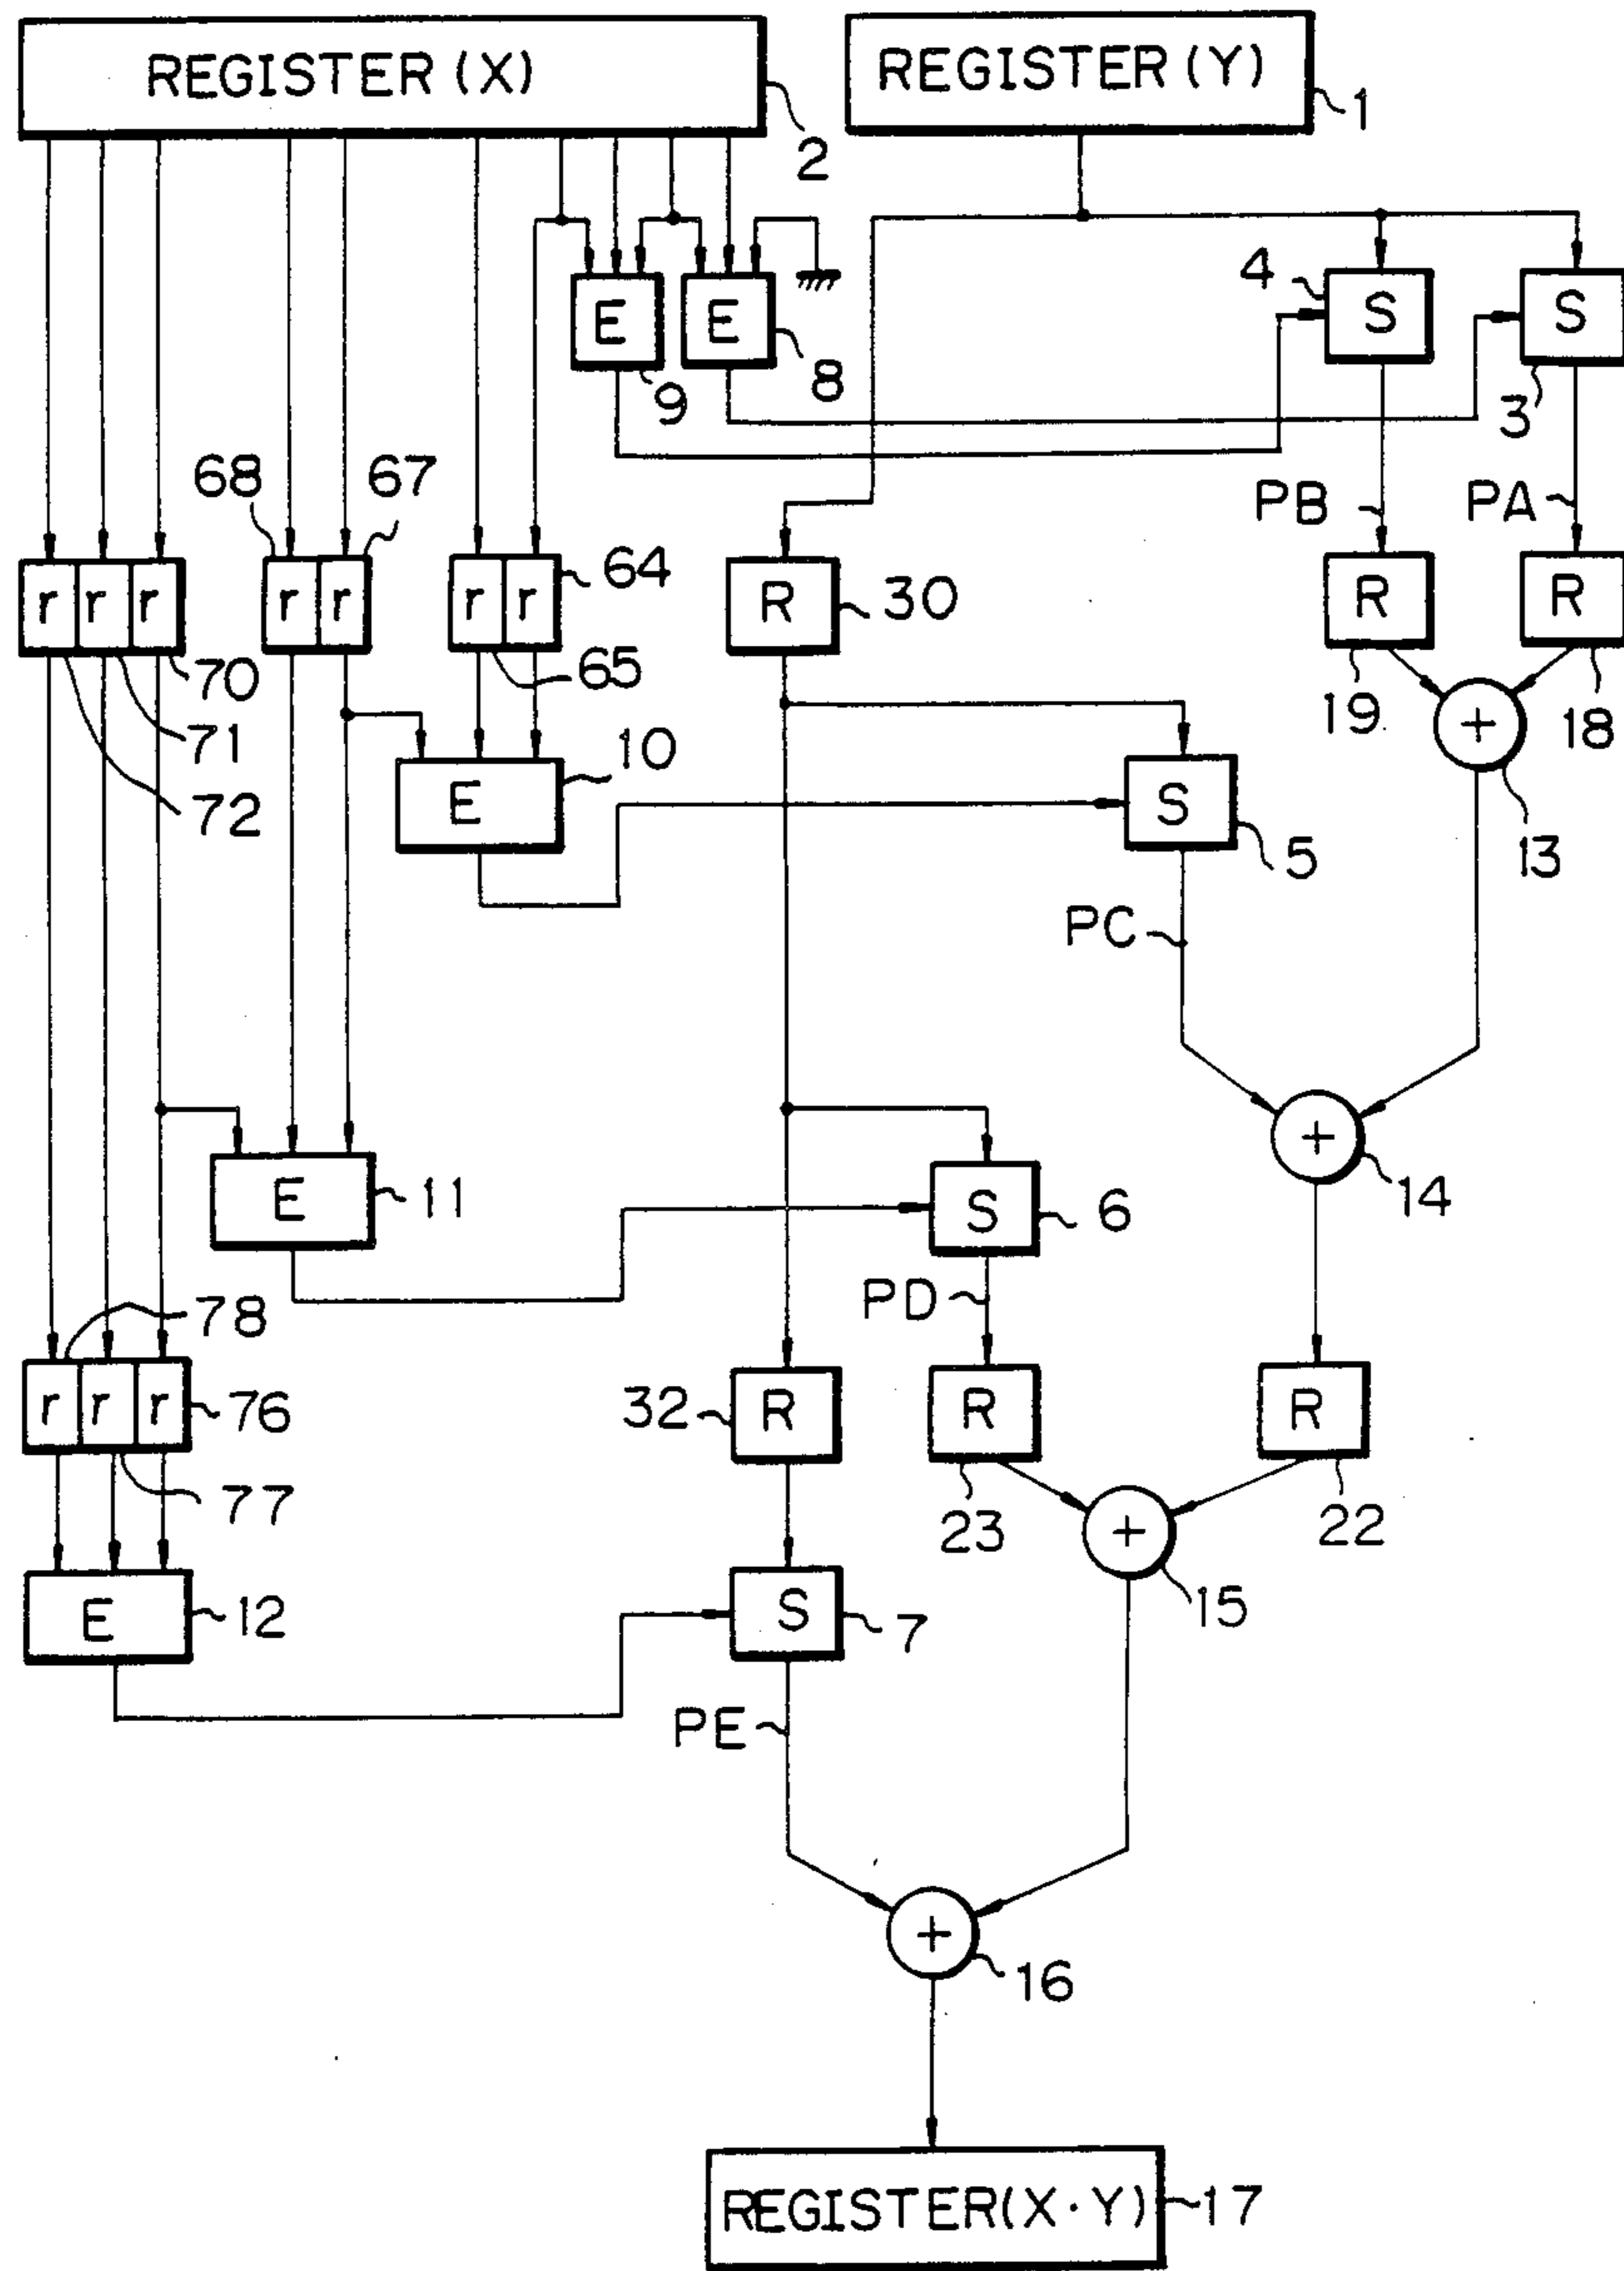 REGISTER (X)
REGISTER (Y)
2
1
E
E
4
S
S
9
8
3
68
67
PB
PA
r r r
r r
r r
64
R
30
R
R
70
65
19
18
71
72
10
E
+
S
5
13
PC
+
14
E
11
S
6
PD
78
r r r
76
32
R
R
R
77
23
22
+
15
E
12
S
7
PE
+
16
REGISTER(X·Y)
17